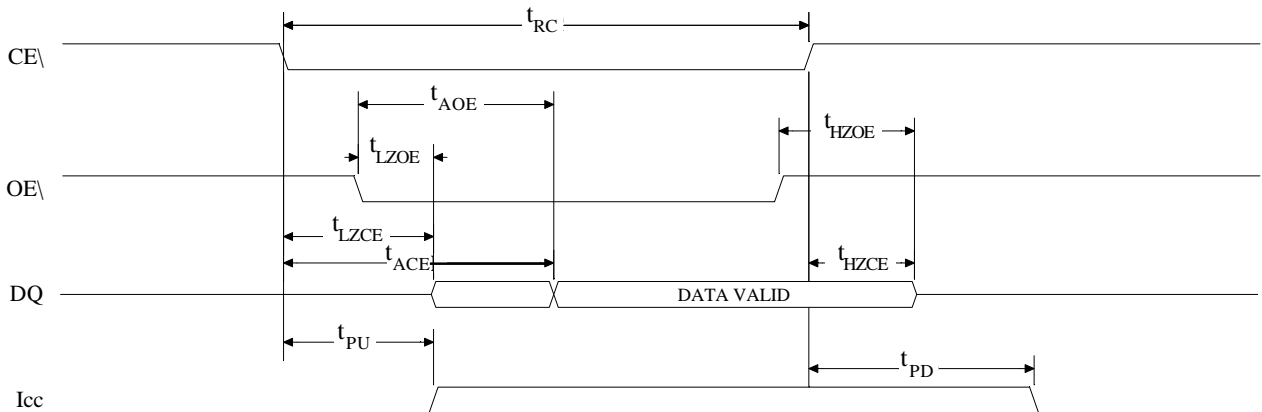 tRC
CE\
tAOE
tHZOE
tLZOE
OE\
tLZCE
tACE
tHZCE
DQ
DATA VALID
tPU
tPD
Icc